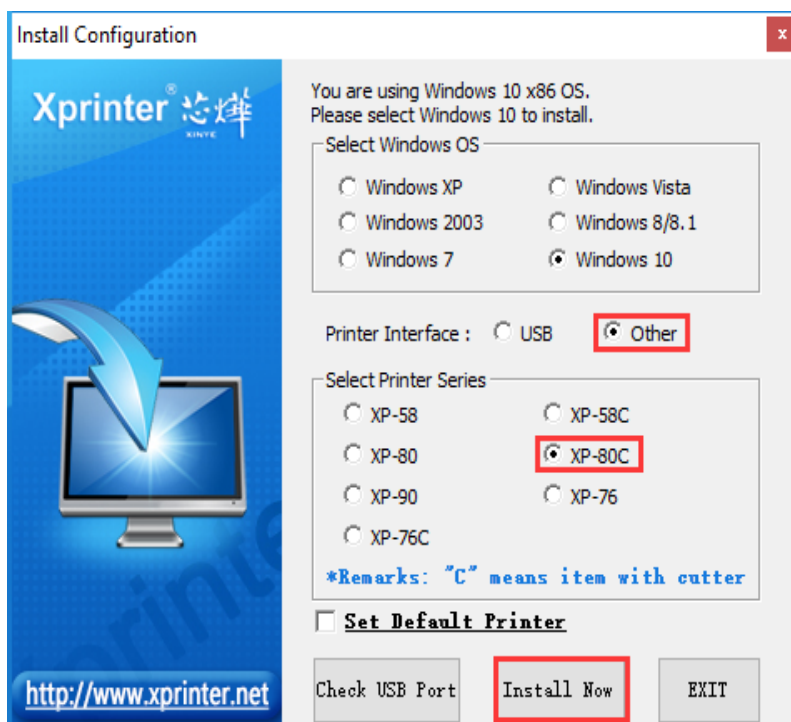 Install Configuration
x
Xprinter® 芯烨
XINYE
You are using Windows 10 x86 OS.
Please select Windows 10 to install.
Select Windows OS
Windows XP
Windows Vista
Windows 2003
Windows 8/8.1
Windows 7
Windows 10
Printer Interface :
USB
Other
Select Printer Series
XP-58
XP-58C
XP-80
XP-80C
XP-90
XP-76
XP-76C
*Remarks: "C" means item with cutter
Set Default Printer
Xprinter
http://www.xprinter.net
Check USB Port
Install Now
EXIT